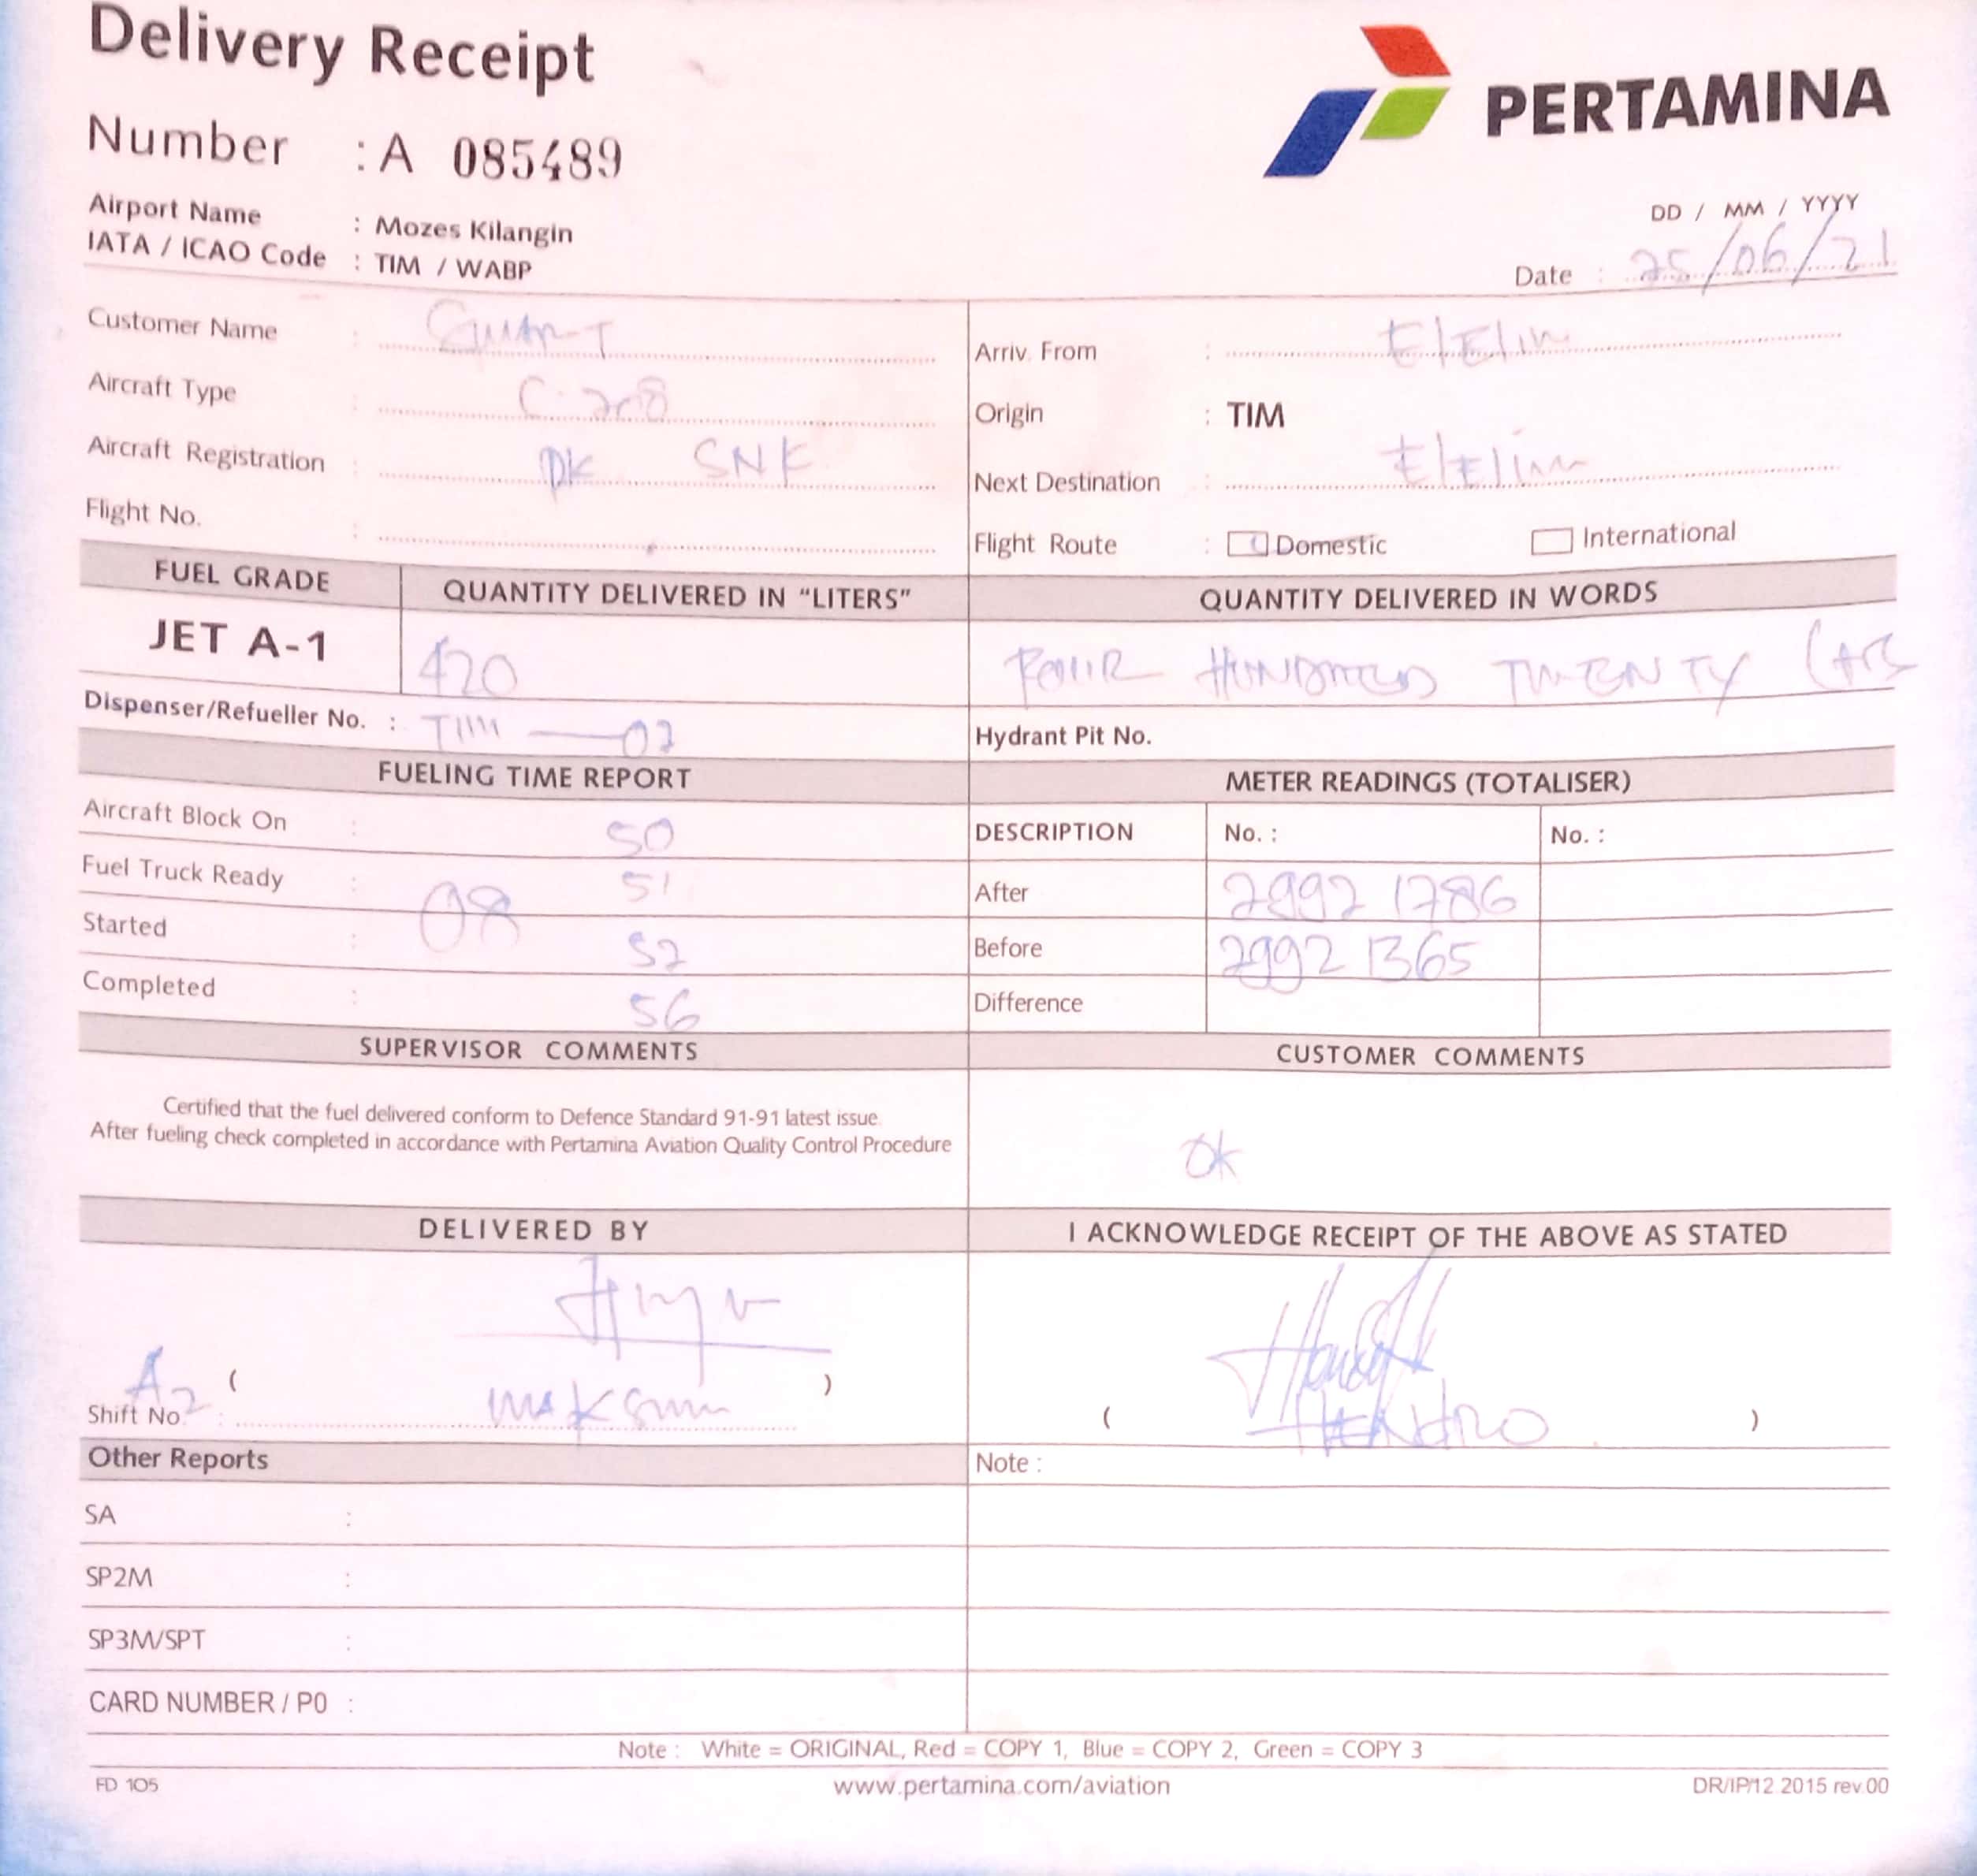 Delivery Receipt
PERTAMINA
Number : A 085489
Airport Name : Mozes Kilangin
IATA / ICAO Code : TIM / WABP
DD / MM / YYYY
Date : 25/06/21
Customer Name :
Aircraft Type : C-208
Aircraft Registration : PK SNK
Flight No. :
Arriv. From : Elelim
Origin : TIM
Next Destination : Elelim
Flight Route : Domestic International
FUEL GRADE QUANTITY DELIVERED IN "LITERS" QUANTITY DELIVERED IN WORDS
JET A-1 420 FOUR HUNDRED TWENTY
Dispenser/Refueller No. : TIM — 02 Hydrant Pit No.
FUELING TIME REPORT METER READINGS (TOTALISER)
Aircraft Block On : 50
Fuel Truck Ready : 51
08
Started : 52
Completed : 56
DESCRIPTION No. : No. :
After 2992 1786
Before 2992 1365
Difference
SUPERVISOR COMMENTS CUSTOMER COMMENTS
Certified that the fuel delivered conform to Defence Standard 91-91 latest issue.
After fueling check completed in accordance with Pertamina Aviation Quality Control Procedure
Ok
DELIVERED BY I ACKNOWLEDGE RECEIPT OF THE ABOVE AS STATED
A2 ( )
Shift No. : maksum
( HENDRO )
Other Reports Note :
SA :
SP2M :
SP3M/SPT :
CARD NUMBER / P0 :
Note : White = ORIGINAL, Red = COPY 1, Blue = COPY 2, Green = COPY 3
FD 105 www.pertamina.com/aviation DR/IP/12 2015 rev.00